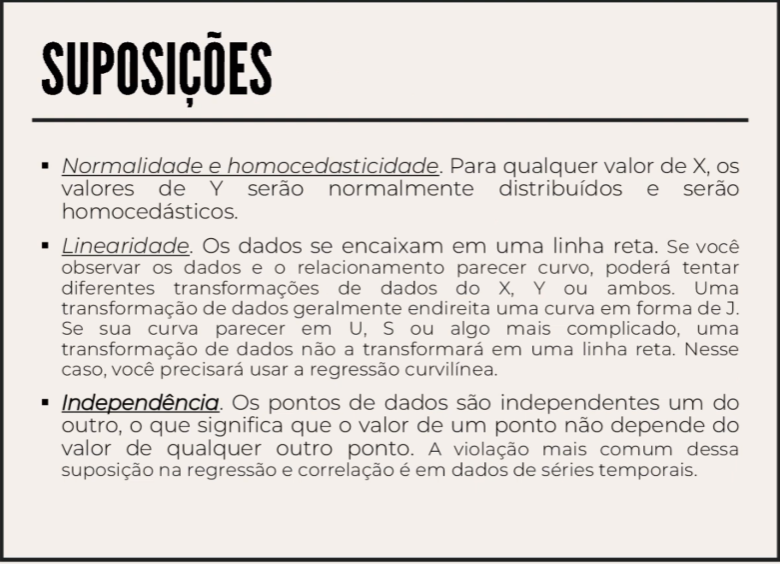 SUPOSIÇÕES
▪ Normalidade e homocedasticidade. Para qualquer valor de X, os
valores de Y serão normalmente distribuídos e serão
homocedásticos.
▪ Linearidade. Os dados se encaixam em uma linha reta. Se você
observar os dados e o relacionamento parecer curvo, poderá tentar
diferentes transformações de dados do X, Y ou ambos. Uma
transformação de dados geralmente endireita uma curva em forma de J.
Se sua curva parecer em U, S ou algo mais complicado, uma
transformação de dados não a transformará em uma linha reta. Nesse
caso, você precisará usar a regressão curvilínea.
▪ Independência. Os pontos de dados são independentes um do
outro, o que significa que o valor de um ponto não depende do
valor de qualquer outro ponto. A violação mais comum dessa
suposição na regressão e correlação é em dados de séries temporais.